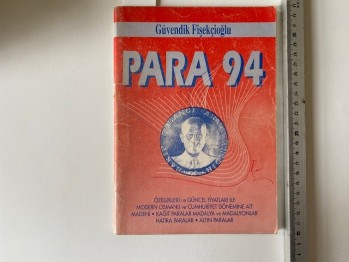 Güvendik Fişekçioğlu
PARA 94
ÖZELLİKLERİ ve GÜNCEL FİYATLARI İLE
MODERN OSMANLI ve CUMHURİYET DÖNEMİNE AİT
MADENİ • KAĞIT PARALAR MADALYA ve MADALYONLAR
HATIRA PARALAR • ALTIN PARALAR